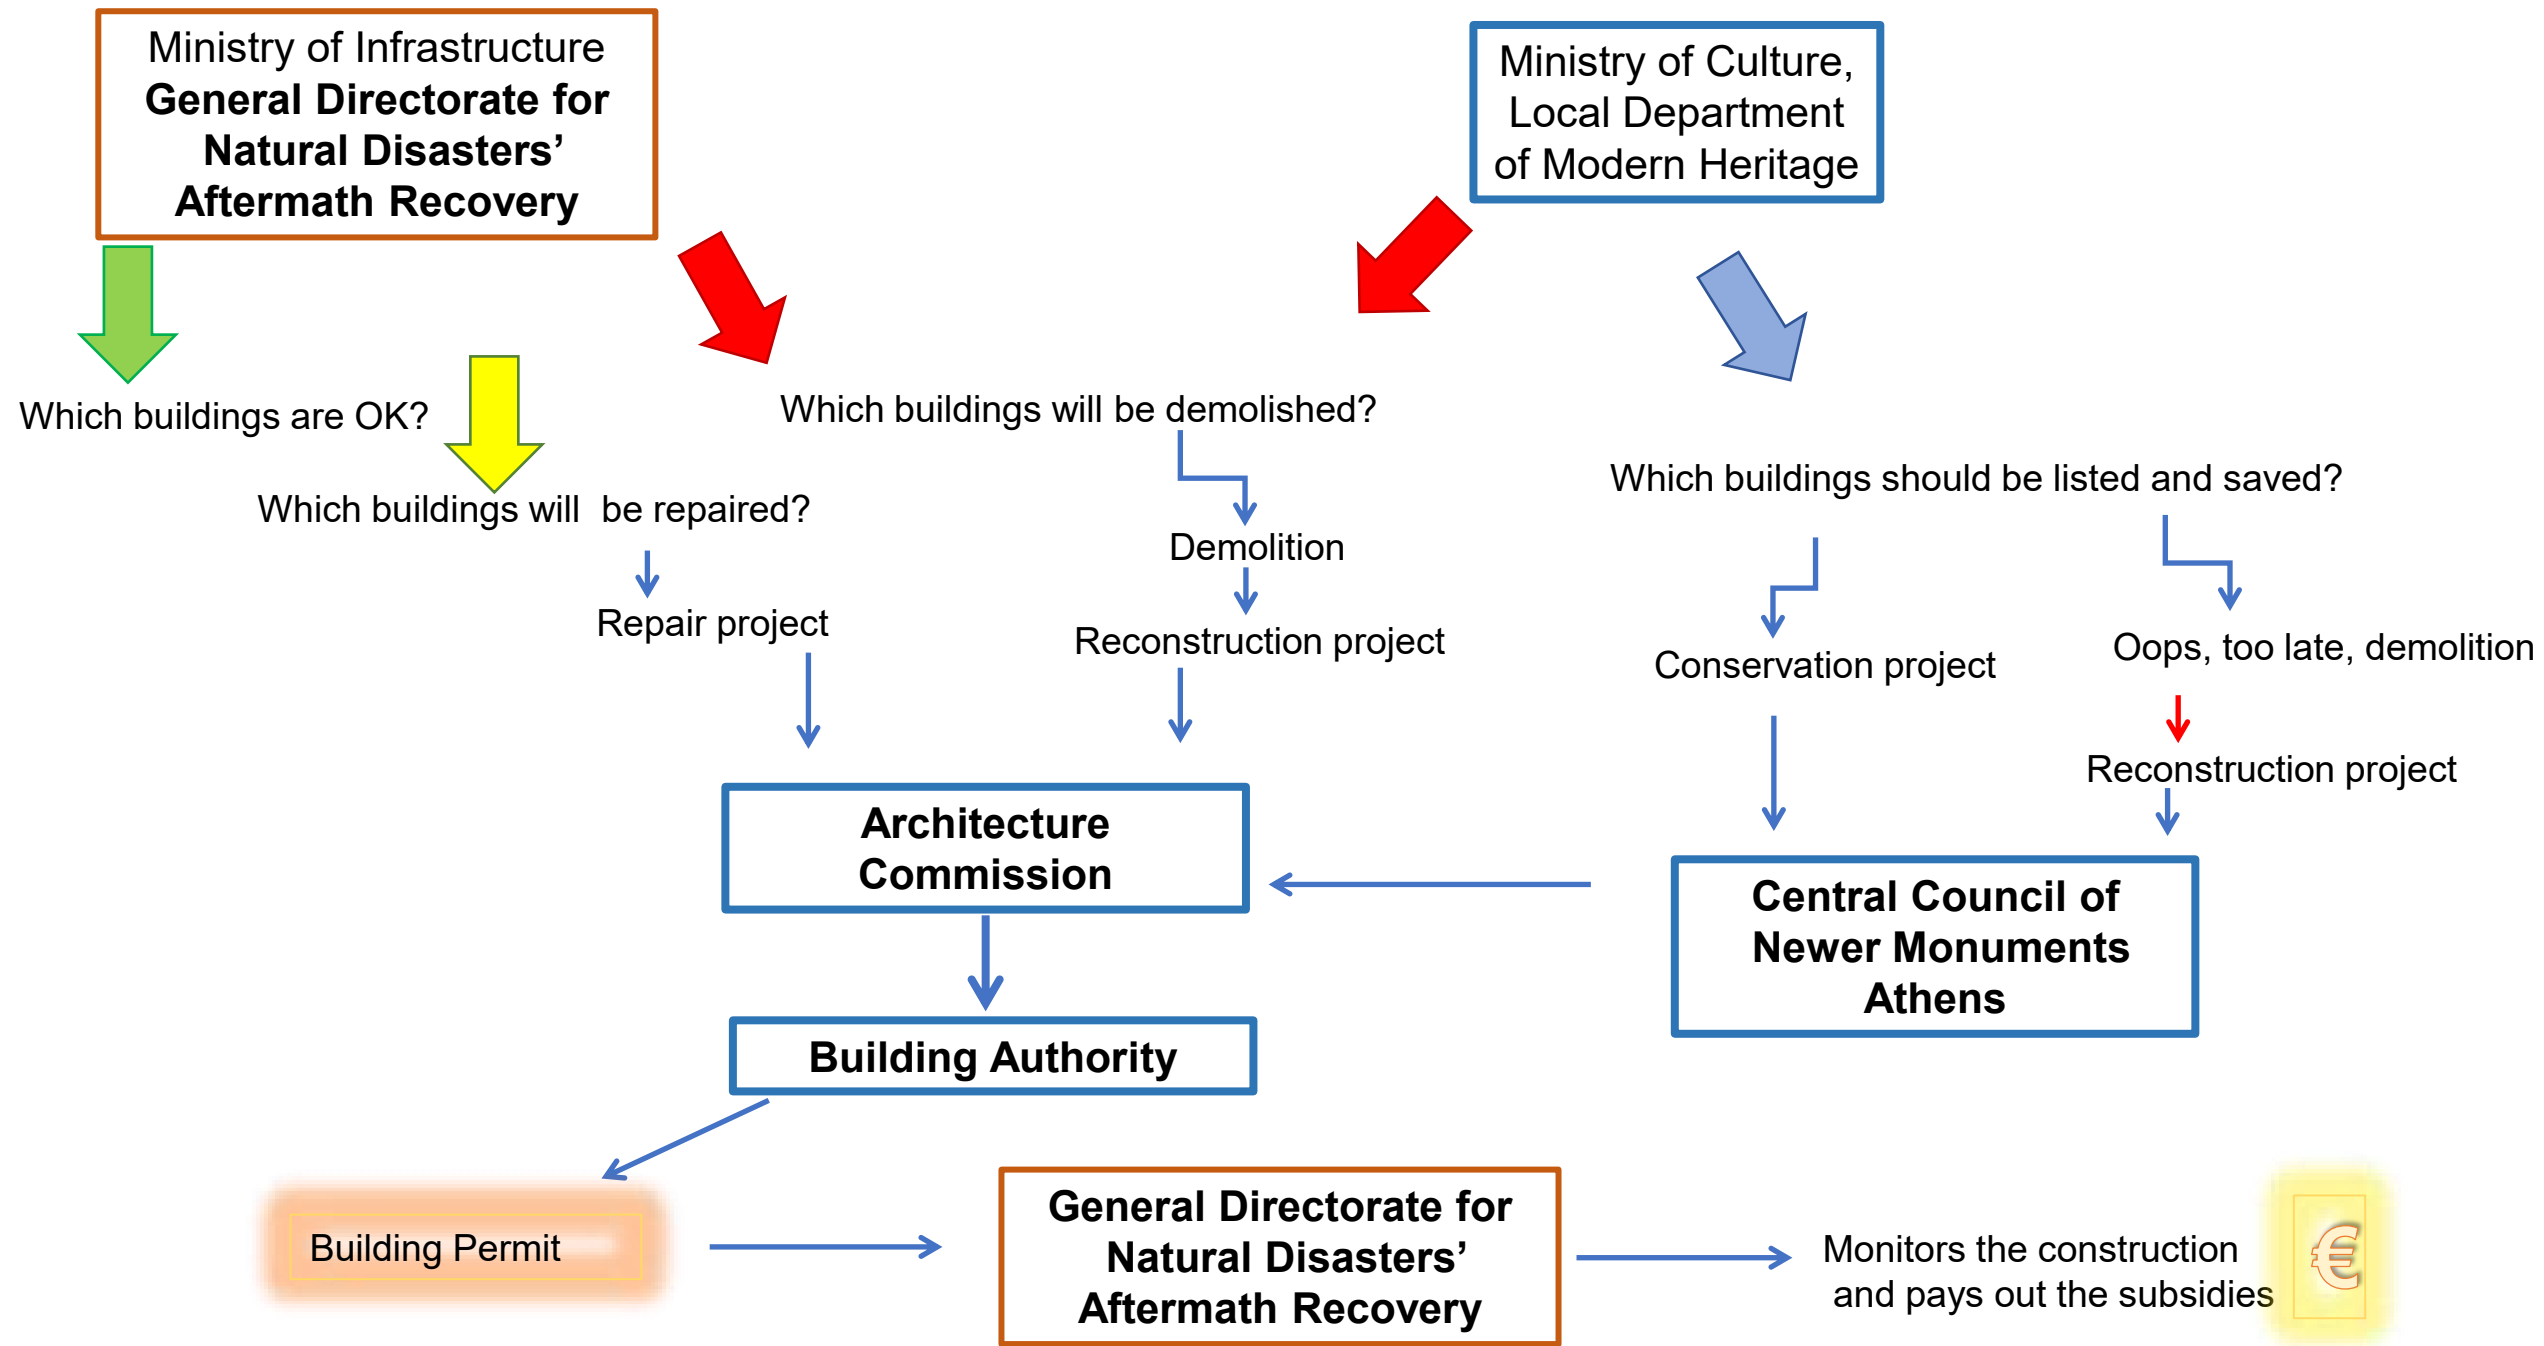 Ministry of Infrastructure
General Directorate for
Natural Disasters’
Aftermath Recovery
Ministry of Culture,
Local Department
of Modern Heritage
Which buildings are OK?
Which buildings will be demolished?
Which buildings should be listed and saved?
Which buildings will be repaired?
Demolition
Repair project
Reconstruction project
Conservation project
Oops, too late, demolition
Reconstruction project
Architecture
Commission
Central Council of
Newer Monuments
Athens
Building Authority
Building Permit
General Directorate for
Natural Disasters’
Aftermath Recovery
Monitors the construction
and pays out the subsidies
€